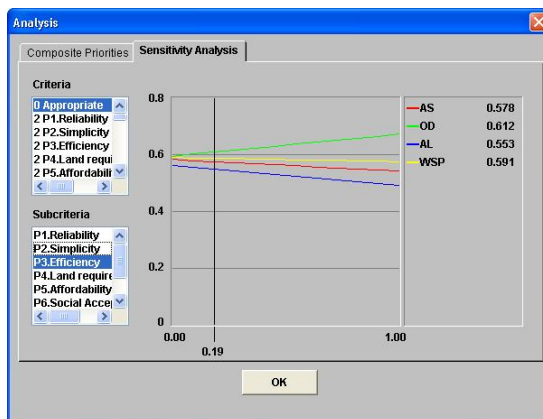 Analysis
Composite Priorities
Sensitivity Analysis
Criteria
0 Appropriate
2 P1.Reliability
2 P2.Simplicity
2 P3.Efficiency
2 P4.Land requi
2 P5.Affordabili
Subcriteria
P1.Reliability
P2.Simplicity
P3.Efficiency
P4.Land require
P5.Affordability
P6.Social Accep
0.8
0.6
0.4
0.2
0
0.00
0.19
1.00
AS 0.578
OD 0.612
AL 0.553
WSP 0.591
OK